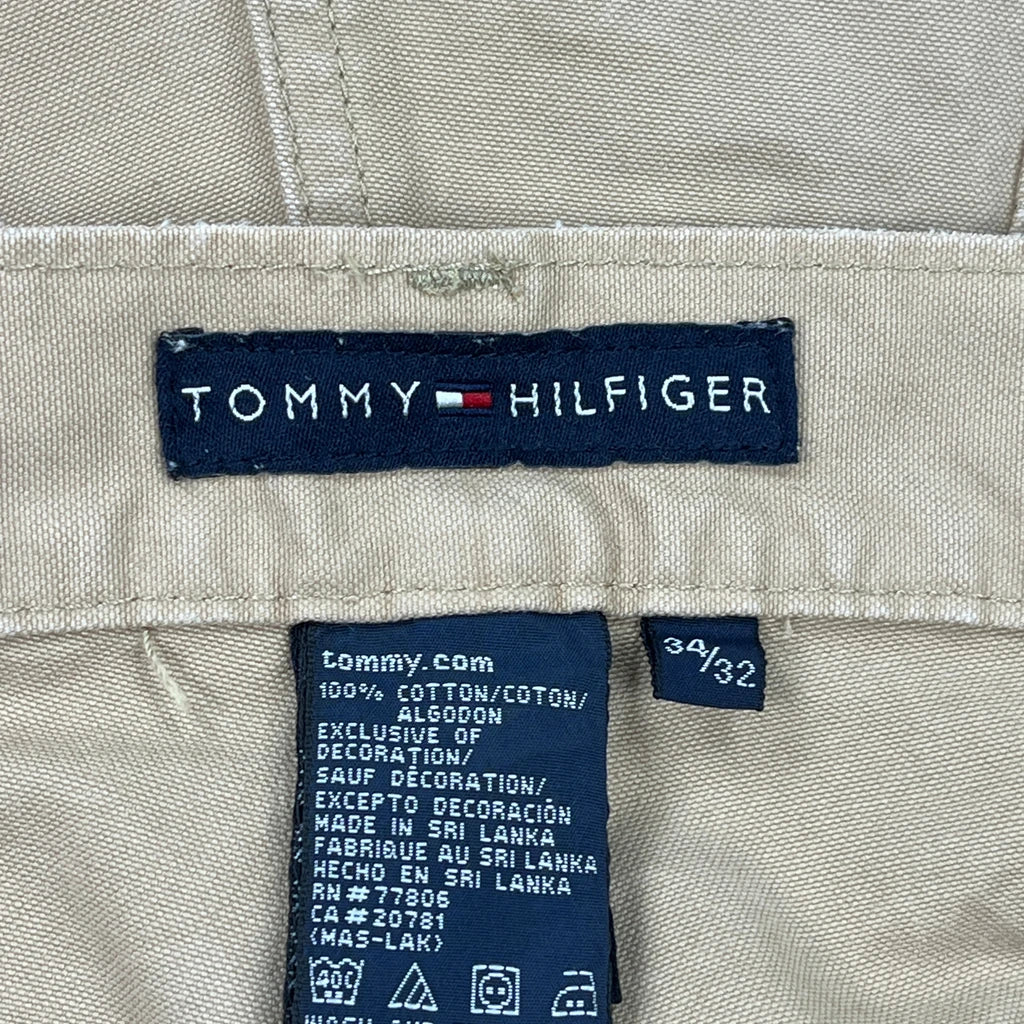 TOMMY HILFIGER
34/32
tommy.com
100% COTTON/COTON/
ALGODON
EXCLUSIVE OF
DECORATION/
SAUF DÉCORATION/
EXCEPTO DECORACIÓN
MADE IN SRI LANKA
FABRIQUE AU SRI LANKA
HECHO EN SRI LANKA
RN#77806
CA#20781
(MAS-LAK)
40C